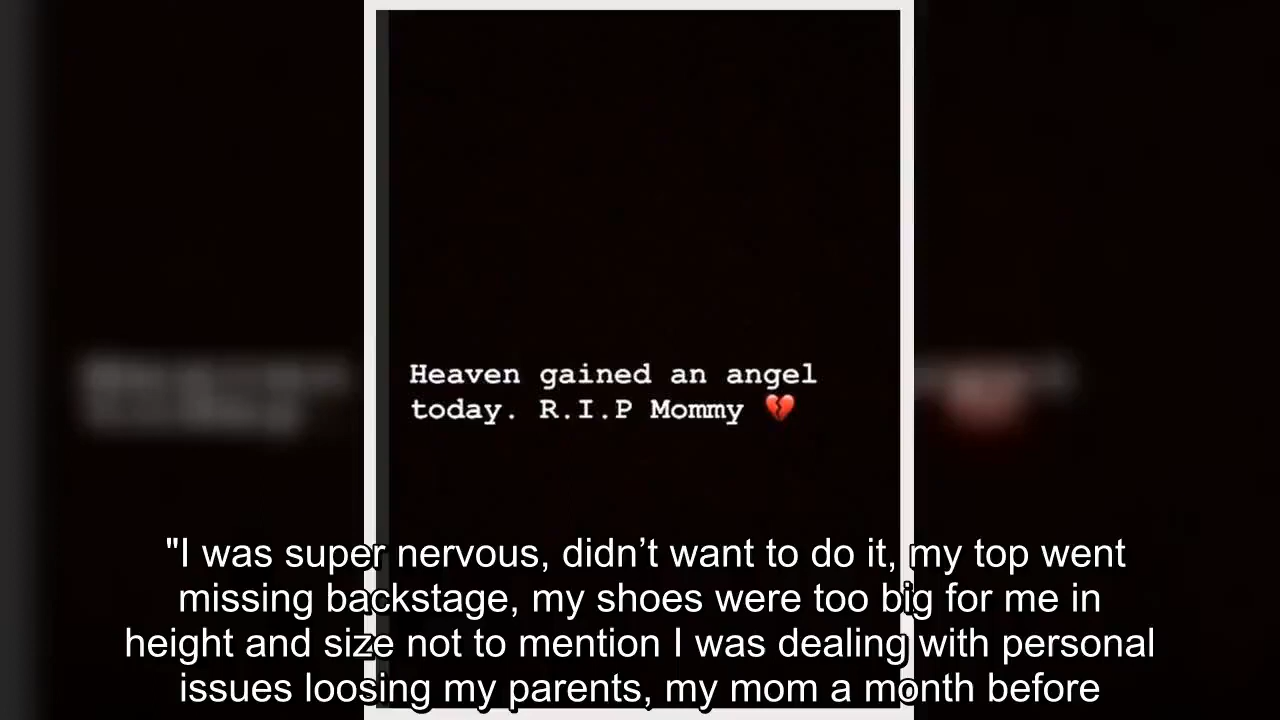 Heaven gained an angel
today. R.I.P Mommy 💔
"I was super nervous, didn’t want to do it, my top went
missing backstage, my shoes were too big for me in
height and size not to mention I was dealing with personal
issues loosing my parents, my mom a month before